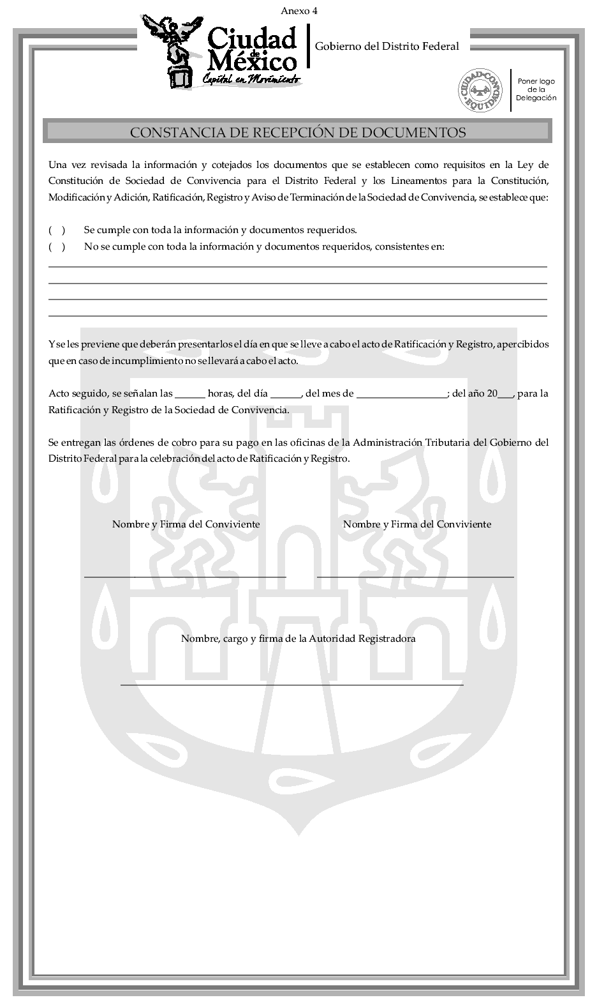 Anexo 4
Ciudad
de
México
Capital en Movimiento
Gobierno del Distrito Federal
CIUDAD CON EQUIDAD
Poner logo
de la
Delegación
CONSTANCIA DE RECEPCIÓN DE DOCUMENTOS
Una vez revisada la información y cotejados los documentos que se establecen como requisitos en la Ley de
Constitución de Sociedad de Convivencia para el Distrito Federal y los Lineamentos para la Constitución,
Modificación y Adición, Ratificación, Registro y Aviso de Terminación de la Sociedad de Convivencia, se establece que:
( ) Se cumple con toda la información y documentos requeridos.
( ) No se cumple con toda la información y documentos requeridos, consistentes en:
Y se les previene que deberán presentarlos el día en que se lleve a cabo el acto de Ratificación y Registro, apercibidos
que en caso de incumplimiento no se llevará a cabo el acto.
Acto seguido, se señalan las ______ horas, del día ______, del mes de __________________; del año 20___, para la
Ratificación y Registro de la Sociedad de Convivencia.
Se entregan las órdenes de cobro para su pago en las oficinas de la Administración Tributaria del Gobierno del
Distrito Federal para la celebración del acto de Ratificación y Registro.
Nombre y Firma del Conviviente Nombre y Firma del Conviviente
Nombre, cargo y firma de la Autoridad Registradora